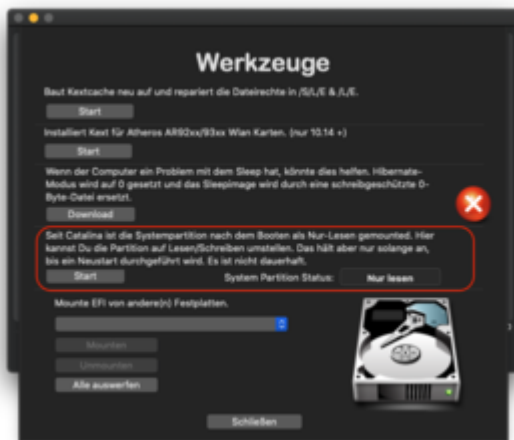 Werkzeuge
Baut Kextcache neu auf und repariert die Dateirechte in /S/L/E & /L/E.
Start
Installiert Kext für Atheros AR92xx/93xx Wlan Karten. (nur 10.14 +)
Start
Wenn der Computer ein Problem mit dem Sleep hat, könnte dies helfen. Hibernate-
Modus wird auf 0 gesetzt und das Sleepimage wird durch eine schreibgeschützte 0-
Byte-Datei ersetzt.
Download
Seit Catalina ist die Systempartition nach dem Booten als Nur-Lesen gemounted. Hier
kannst Du die Partition auf Lesen/Schreiben umstellen. Das hält aber nur solange an,
bis ein Neustart durchgeführt wird. Es ist nicht dauerhaft.
Start System Partition Status: Nur lesen
Mounte EFI von andere(n) Festplatten.
Mounten
Unmounten
Alle auswerfen
Schließen